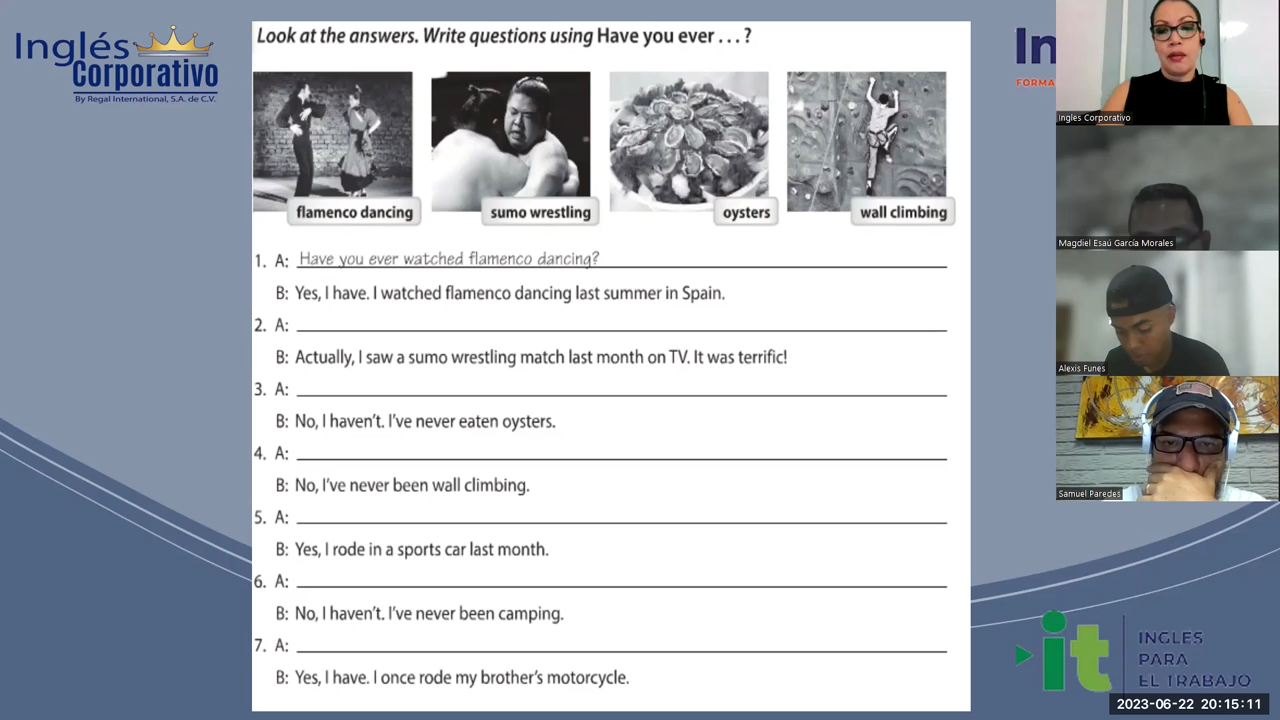 Inglés
Corporativo
By Regal International, S.A. de C.V.
Look at the answers. Write questions using Have you ever . . . ?
In
FORMA
Ingles Corporativo
flamenco dancing
sumo wrestling
oysters
wall climbing
Magdiel Esaú García Morales
1. A: Have you ever watched flamenco dancing?
B: Yes, I have. I watched flamenco dancing last summer in Spain.
2. A:
B: Actually, I saw a sumo wrestling match last month on TV. It was terrific!
Alexis Funes
3. A:
B: No, I haven't. I've never eaten oysters.
4. A:
B: No, I've never been wall climbing.
Samuel Paredes
5. A:
B: Yes, I rode in a sports car last month.
6. A:
B: No, I haven't. I've never been camping.
7. A:
B: Yes, I have. I once rode my brother's motorcycle.
it
INGLÉS
PARA
EL TRABAJO
2023-06-22 20:15:11